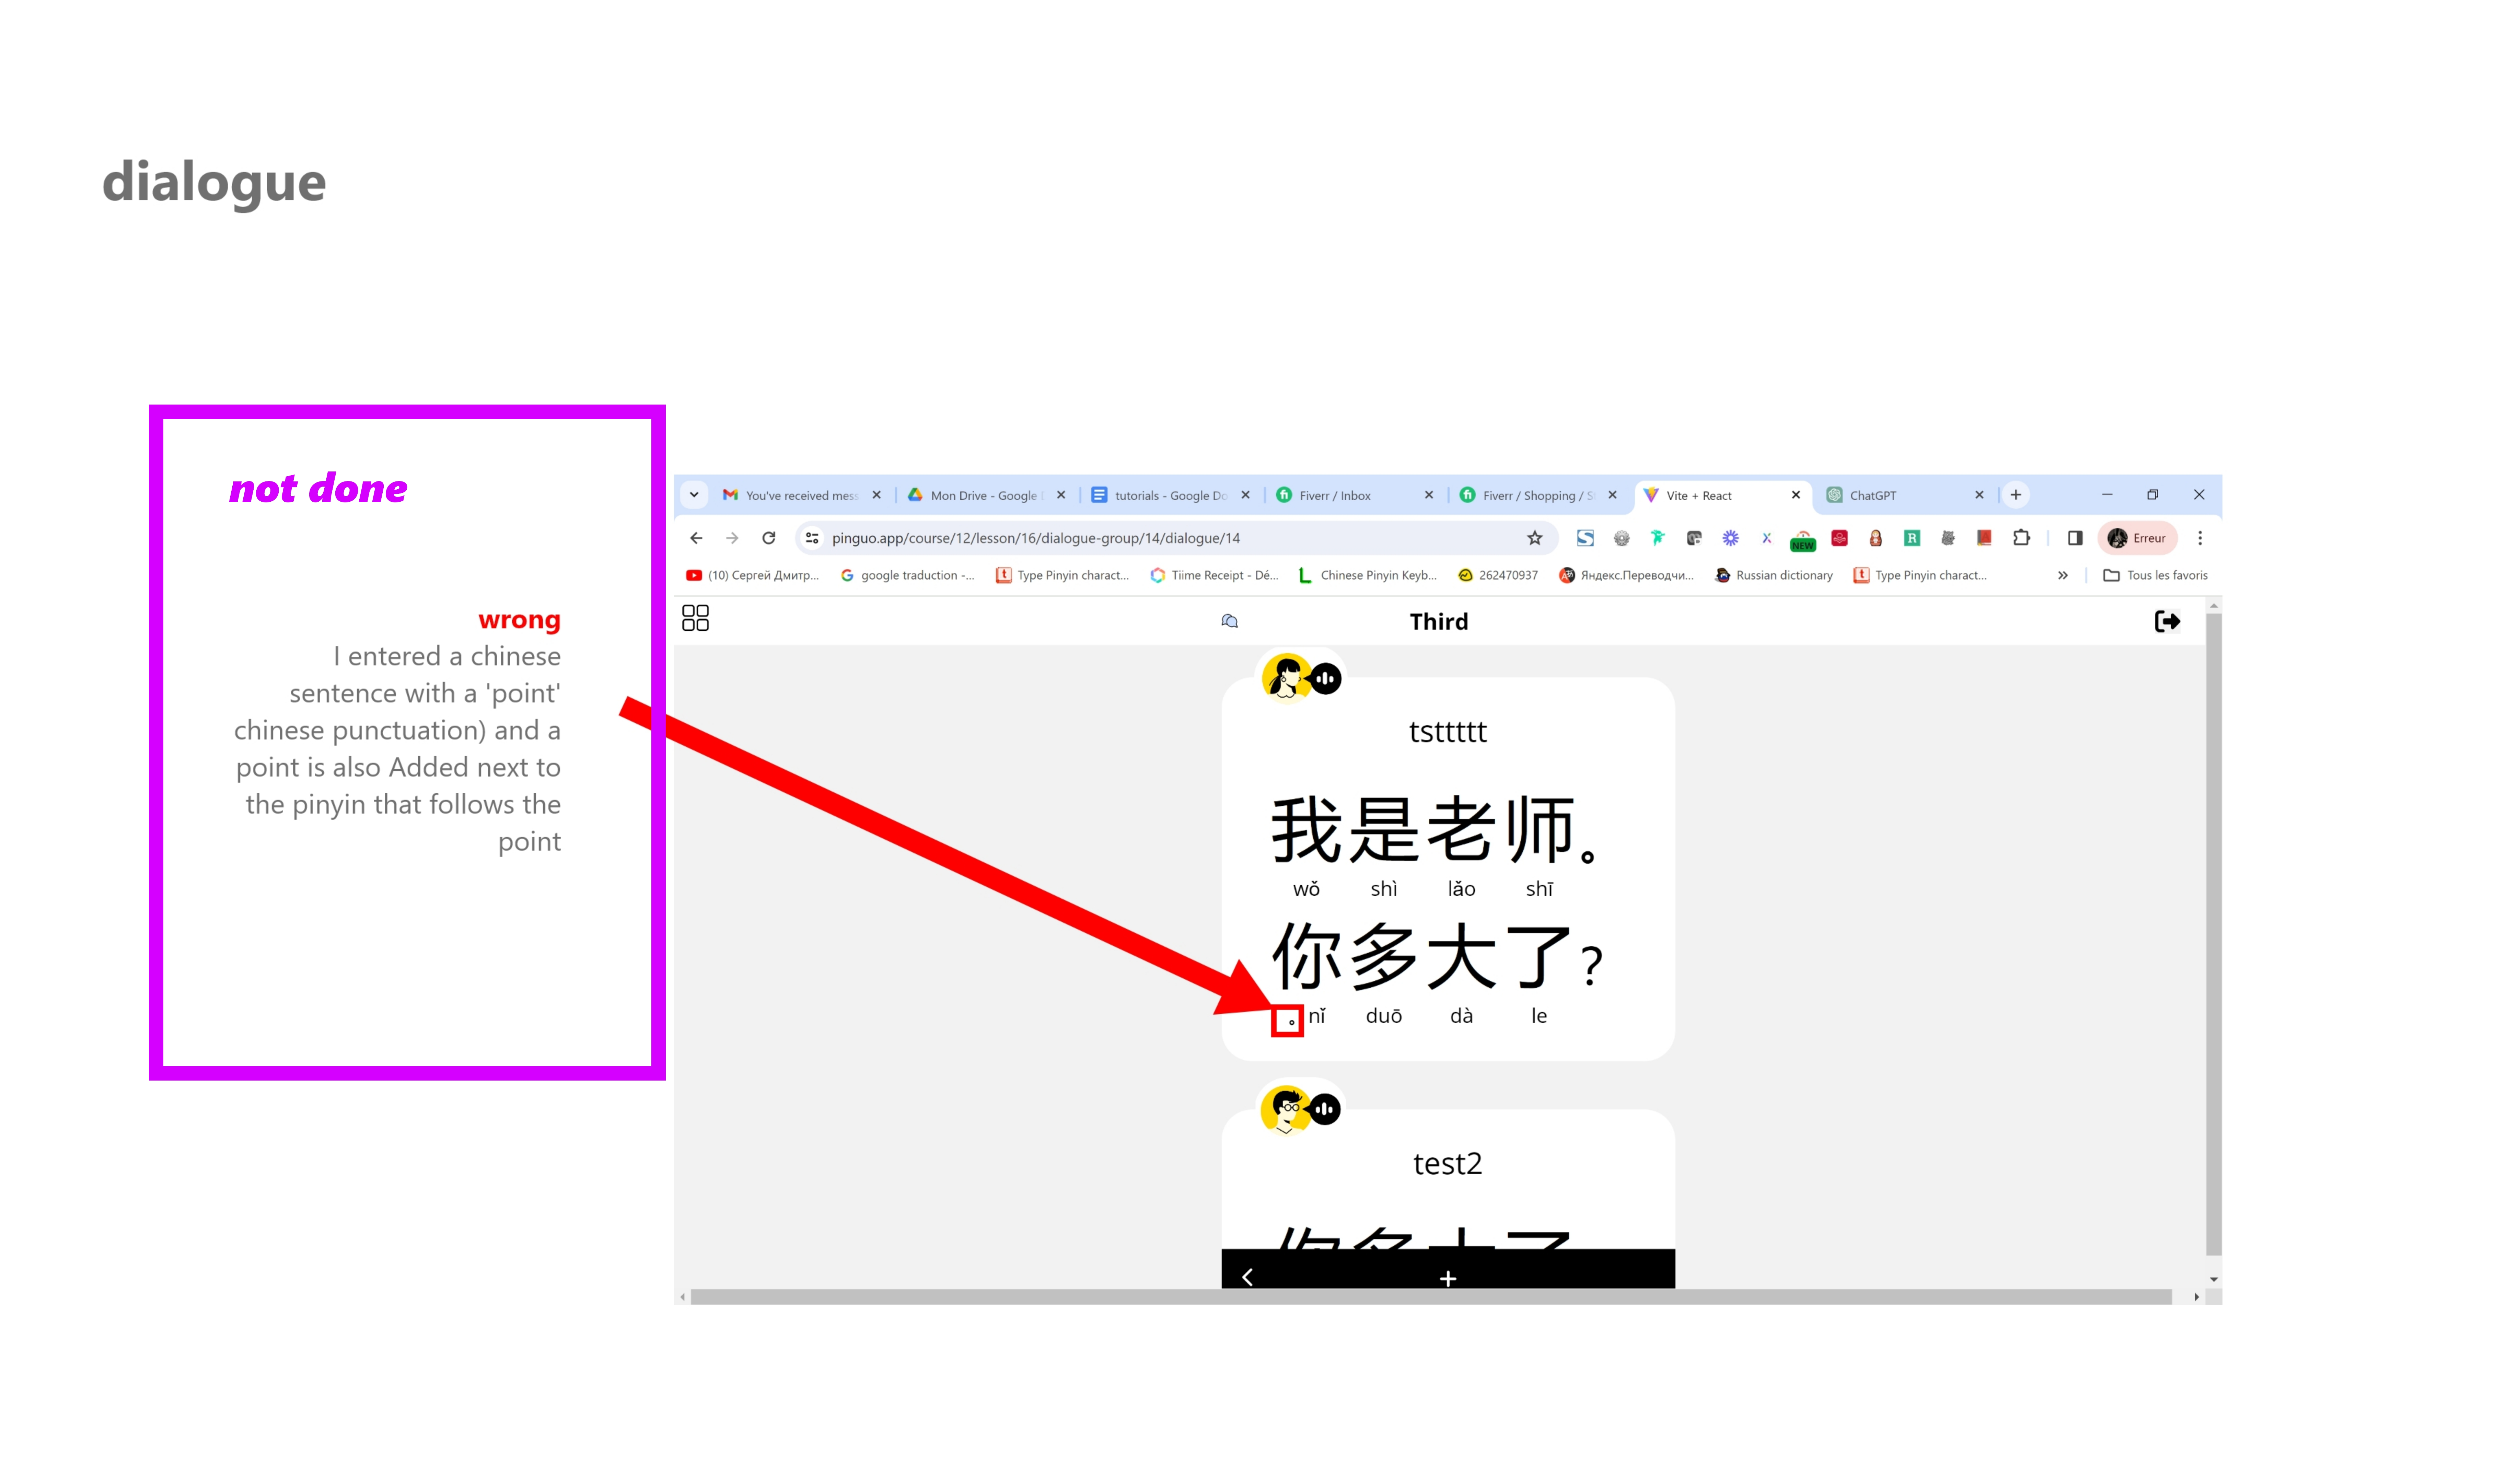 dialogue
not done
wrong
I entered a chinese
sentence with a 'point'
chinese punctuation) and a
point is also Added next to
the pinyin that follows the
point
You've received mess
Mon Drive - Google D
tutorials - Google Do
Fiverr / Inbox
Fiverr / Shopping / S
Vite + React
ChatGPT
pinguo.app/course/12/lesson/16/dialogue-group/14/dialogue/14
NEW
R
Erreur
(10) Сергей Дмитр...
google traduction -...
Type Pinyin charact...
Tiime Receipt - Dé...
Chinese Pinyin Keyb...
262470937
Яндекс.Переводчи...
Russian dictionary
Type Pinyin charact...
Tous les favoris
Third
tsttttt
我是老师。
wǒ shì lǎo shī
你多大了?
。nǐ duō dà le
test2
你多大了